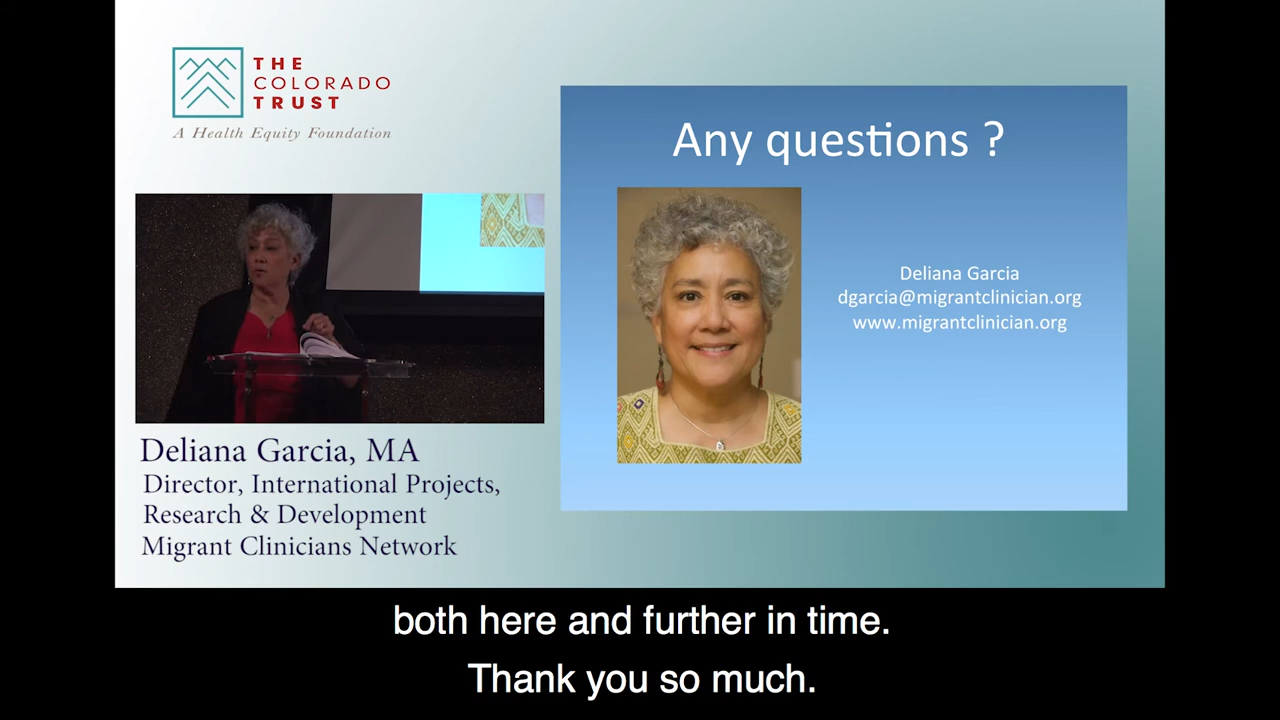 THE
COLORADO
TRUST
A Health Equity Foundation
Any questions ?
Deliana Garcia
dgarcia@migrantclinician.org
www.migrantclinician.org
Deliana Garcia, MA
Director, International Projects,
Research & Development
Migrant Clinicians Network
both here and further in time.
Thank you so much.